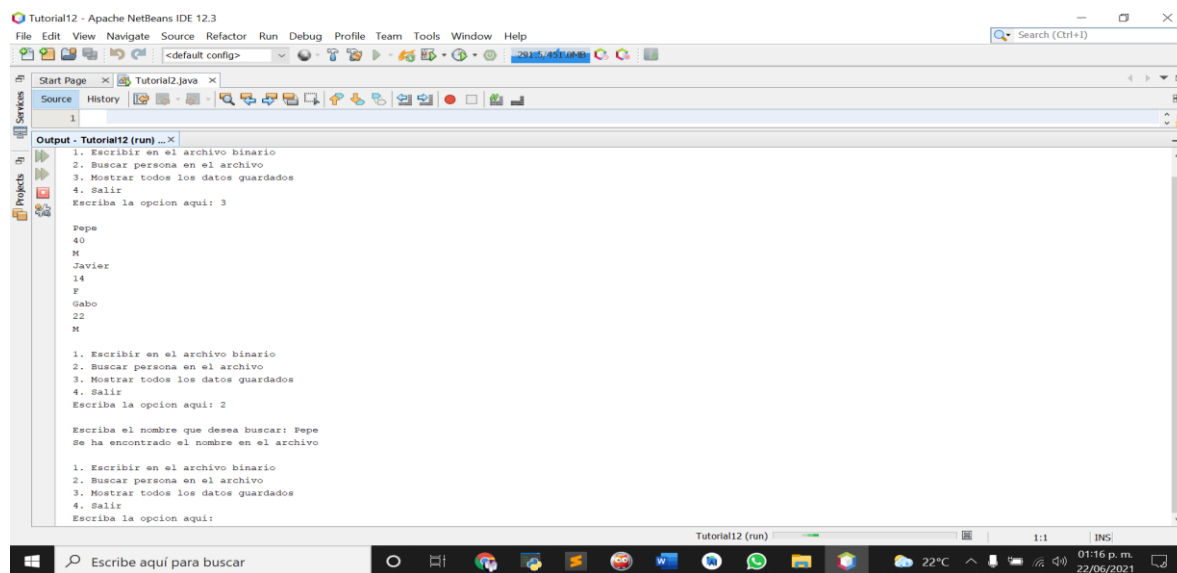 Tutorial12 - Apache NetBeans IDE 12.3
File Edit View Navigate Source Refactor Run Debug Profile Team Tools Window Help
Search (Ctrl+I)
<default config>
Start Page
Tutorial2.java
Services
Source History
1
Output - Tutorial12 (run) ...
Projects
1. Escribir en el archivo binario
2. Buscar persona en el archivo
3. Mostrar todos los datos guardados
4. Salir
Escriba la opcion aqui: 3
Pepe
40
M
Javier
14
F
Gabo
22
M
1. Escribir en el archivo binario
2. Buscar persona en el archivo
3. Mostrar todos los datos guardados
4. Salir
Escriba la opcion aqui: 2
Escriba el nombre que desea buscar: Pepe
Se ha encontrado el nombre en el archivo
1. Escribir en el archivo binario
2. Buscar persona en el archivo
3. Mostrar todos los datos guardados
4. Salir
Escriba la opcion aqui:
Tutorial12 (run)
1:1 INS
Escribe aquí para buscar
22°C
01:16 p. m.
22/06/2021